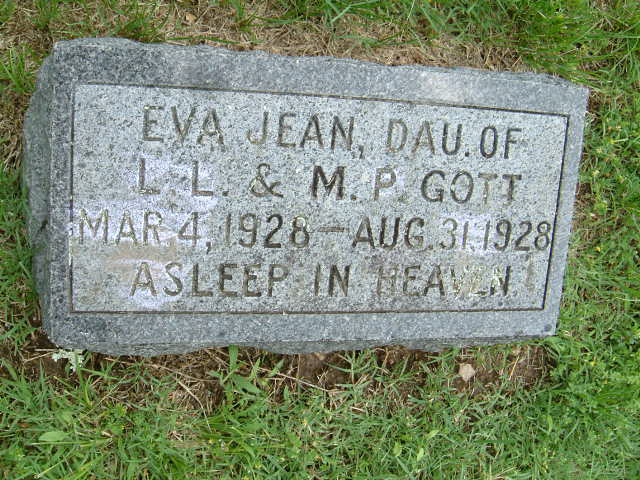 EVA JEAN, DAU. OF
L. L. & M. P. GOTT
MAR. 4, 1928 — AUG. 31, 1928
ASLEEP IN HEAVEN